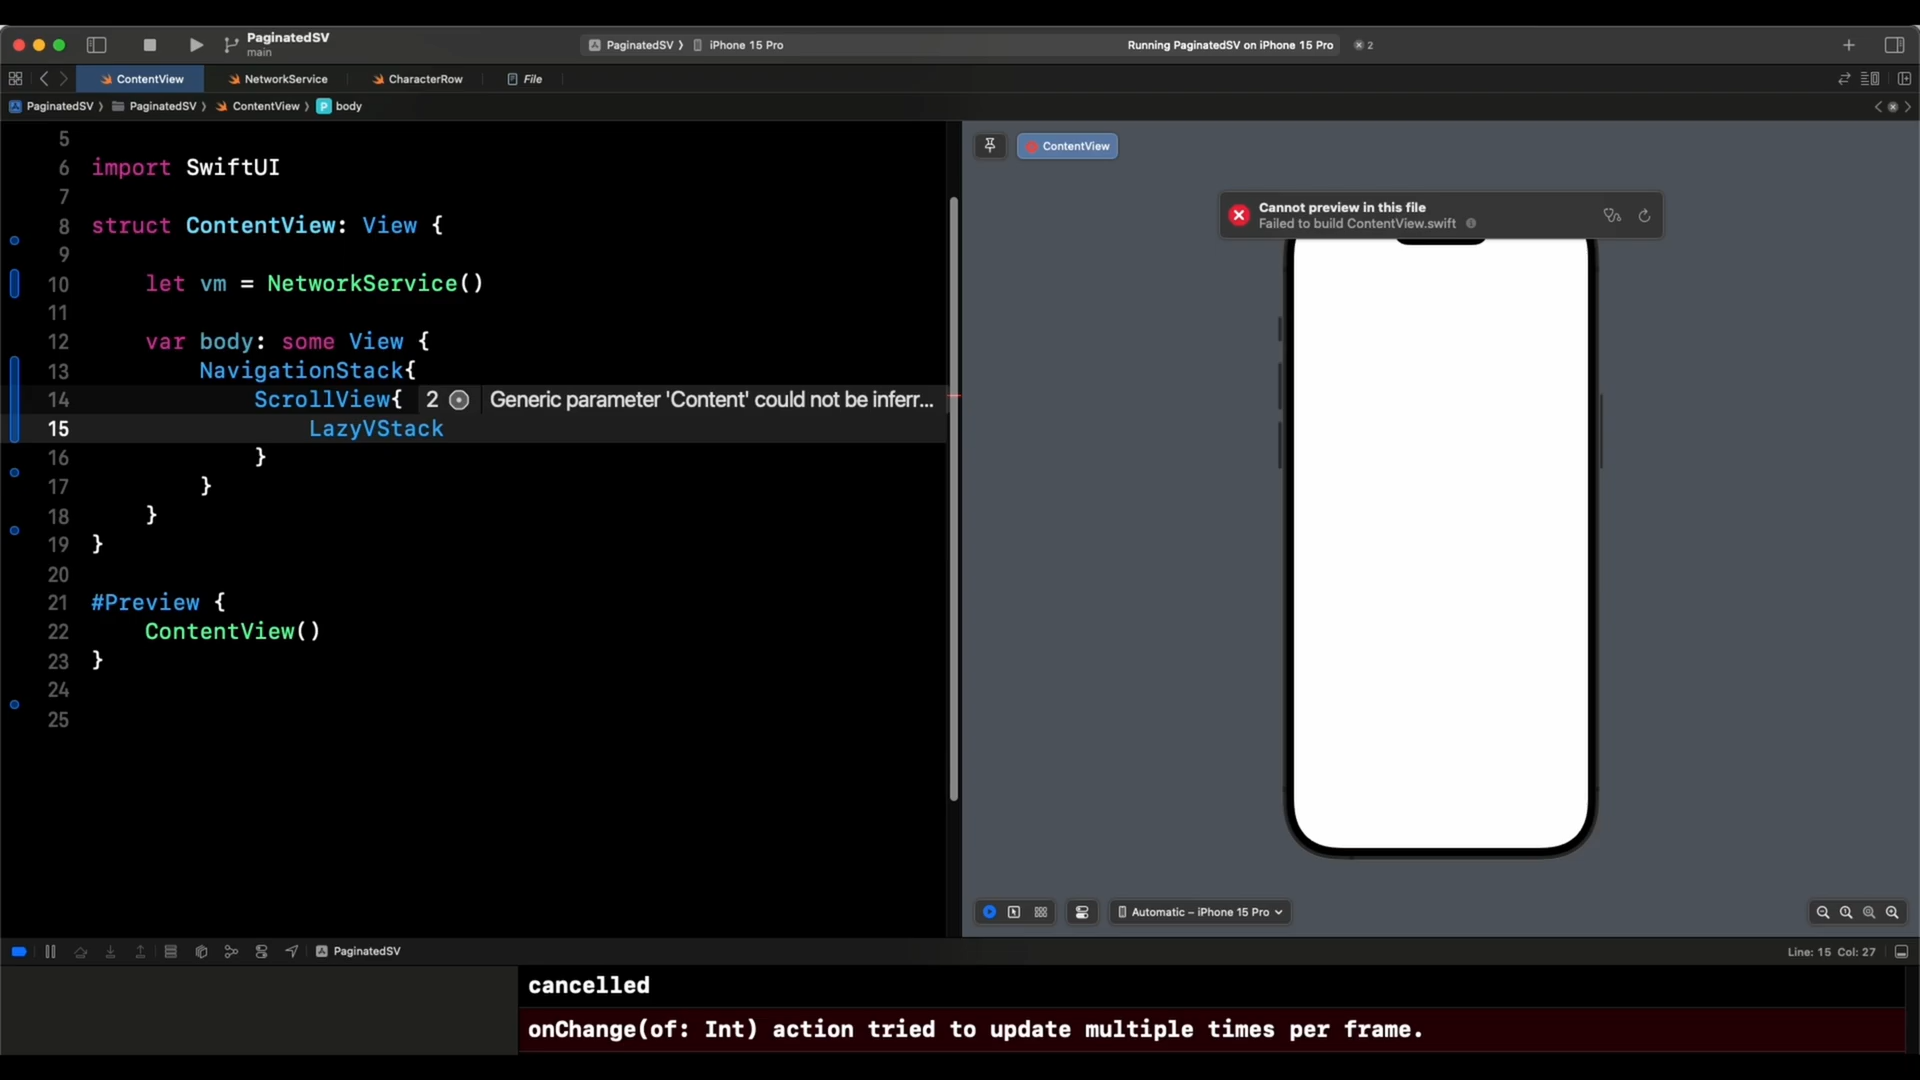 PaginatedSV
main
PaginatedSV
iPhone 15 Pro
Running PaginatedSV on iPhone 15 Pro
2
ContentView
NetworkService
CharacterRow
File
PaginatedSV
PaginatedSV
ContentView
P
body
5
6 import SwiftUI
7
8 struct ContentView: View {
9
10 let vm = NetworkService()
11
12 var body: some View {
13 NavigationStack{
14 ScrollView{ 2 Generic parameter 'Content' could not be inferr...
15 LazyVStack
16 }
17 }
18 }
19 }
20
21 #Preview {
22 ContentView()
23 }
24
25
ContentView
Cannot preview in this file
Failed to build ContentView.swift
Automatic – iPhone 15 Pro
PaginatedSV
Line: 15 Col: 27
cancelled
onChange(of: Int) action tried to update multiple times per frame.